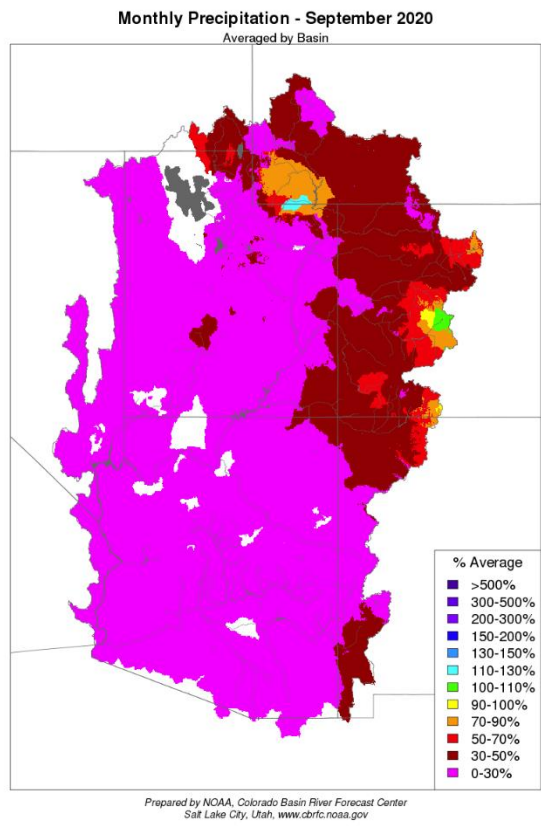 Monthly Precipitation - September 2020
Averaged by Basin
% Average
>500%
300-500%
200-300%
150-200%
130-150%
110-130%
100-110%
90-100%
70-90%
50-70%
30-50%
0-30%
Prepared by NOAA, Colorado Basin River Forecast Center
Salt Lake City, Utah, www.cbrfc.noaa.gov